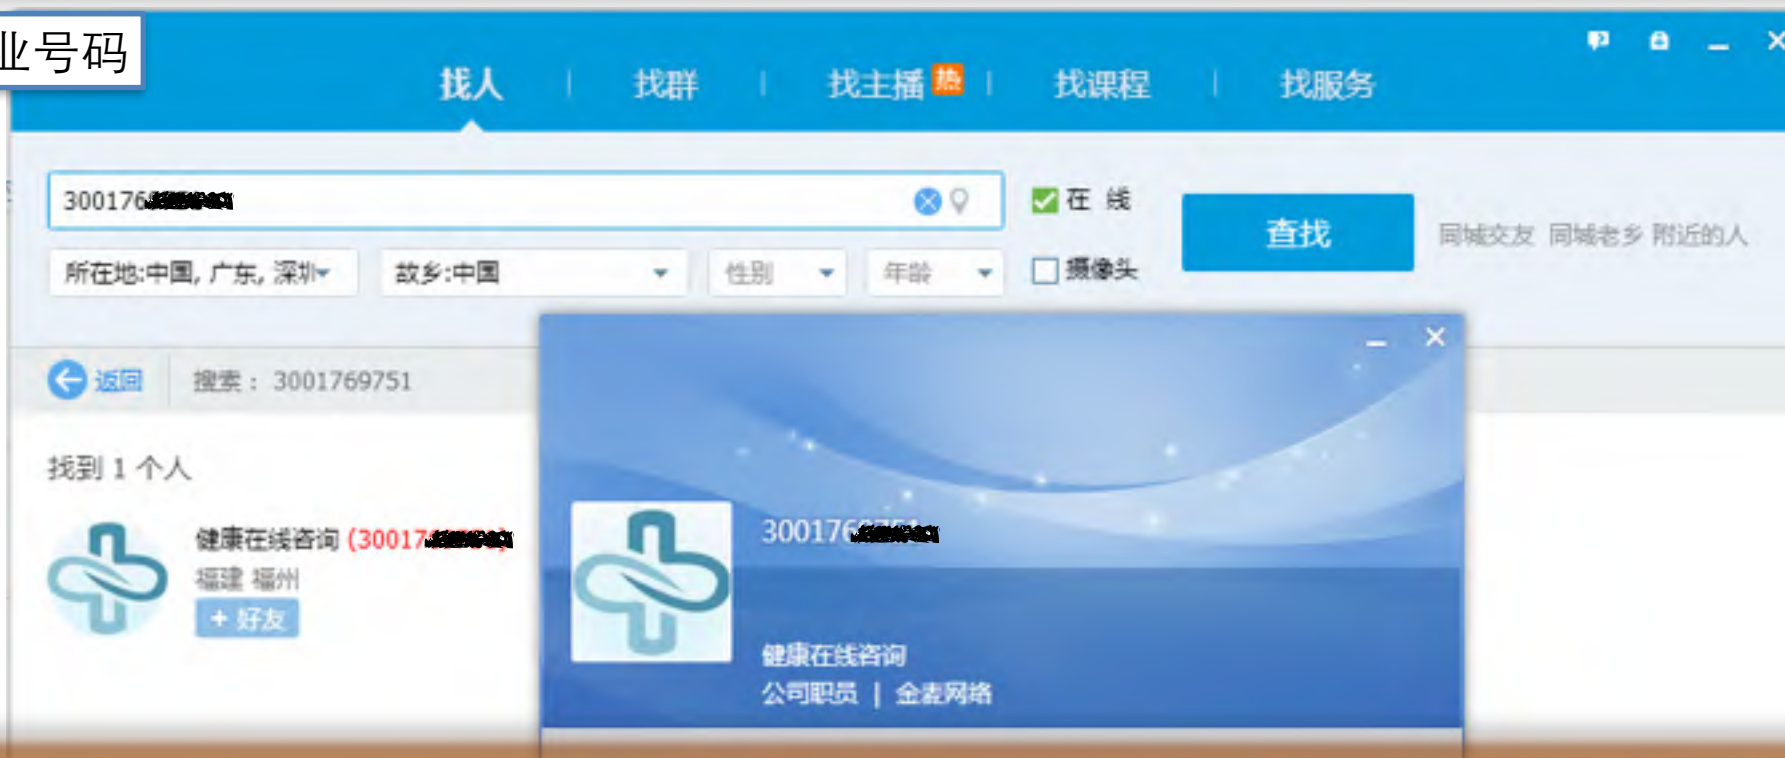 业号码
找人 找群 找主播 热 找课程 找服务
300176
在 线
查找
同城交友 同城老乡 附近的人
所在地:中国, 广东, 深圳
故乡:中国
性别
年龄
摄像头
返回
搜索： 3001769751
找到 1 个人
健康在线咨询 (30017
福建 福州
+ 好友
300176
健康在线咨询
公司职员 | 金麦网络